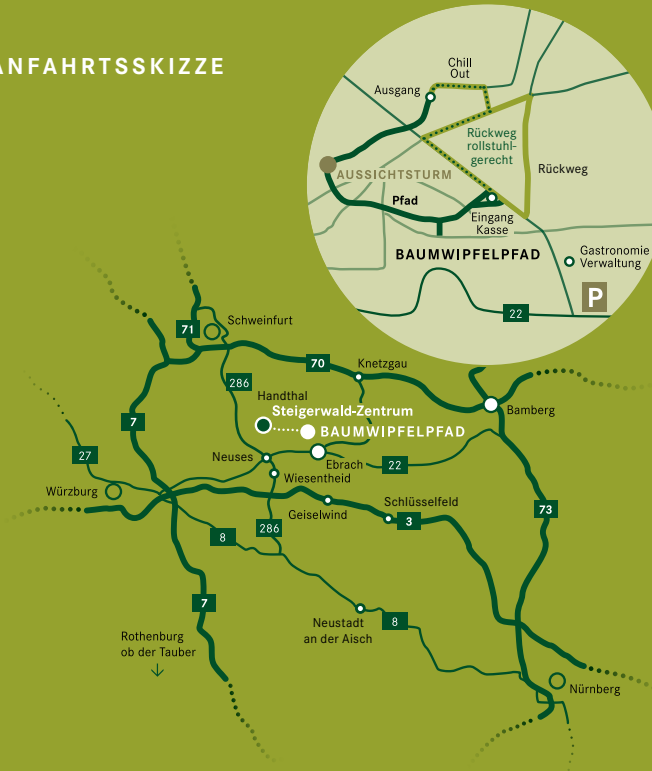 ANFAHRTSSKIZZE
Chill
Out
Ausgang
Rückweg
rollstuhl-
gerecht
Rückweg
AUSSICHTSTURM
Pfad
Eingang
Kasse
BAUMWIPFELPFAD
Gastronomie
Verwaltung
P
22
71
Schweinfurt
70
Knetzgau
286
Handthal
Steigerwald-Zentrum
BAUMWIPFELPFAD
Bamberg
7
27
Neuses
Ebrach
22
Wiesentheid
Würzburg
Geiselwind
Schlüsselfeld
3
73
286
8
7
Neustadt
an der Aisch
8
Rothenburg
ob der Tauber
Nürnberg